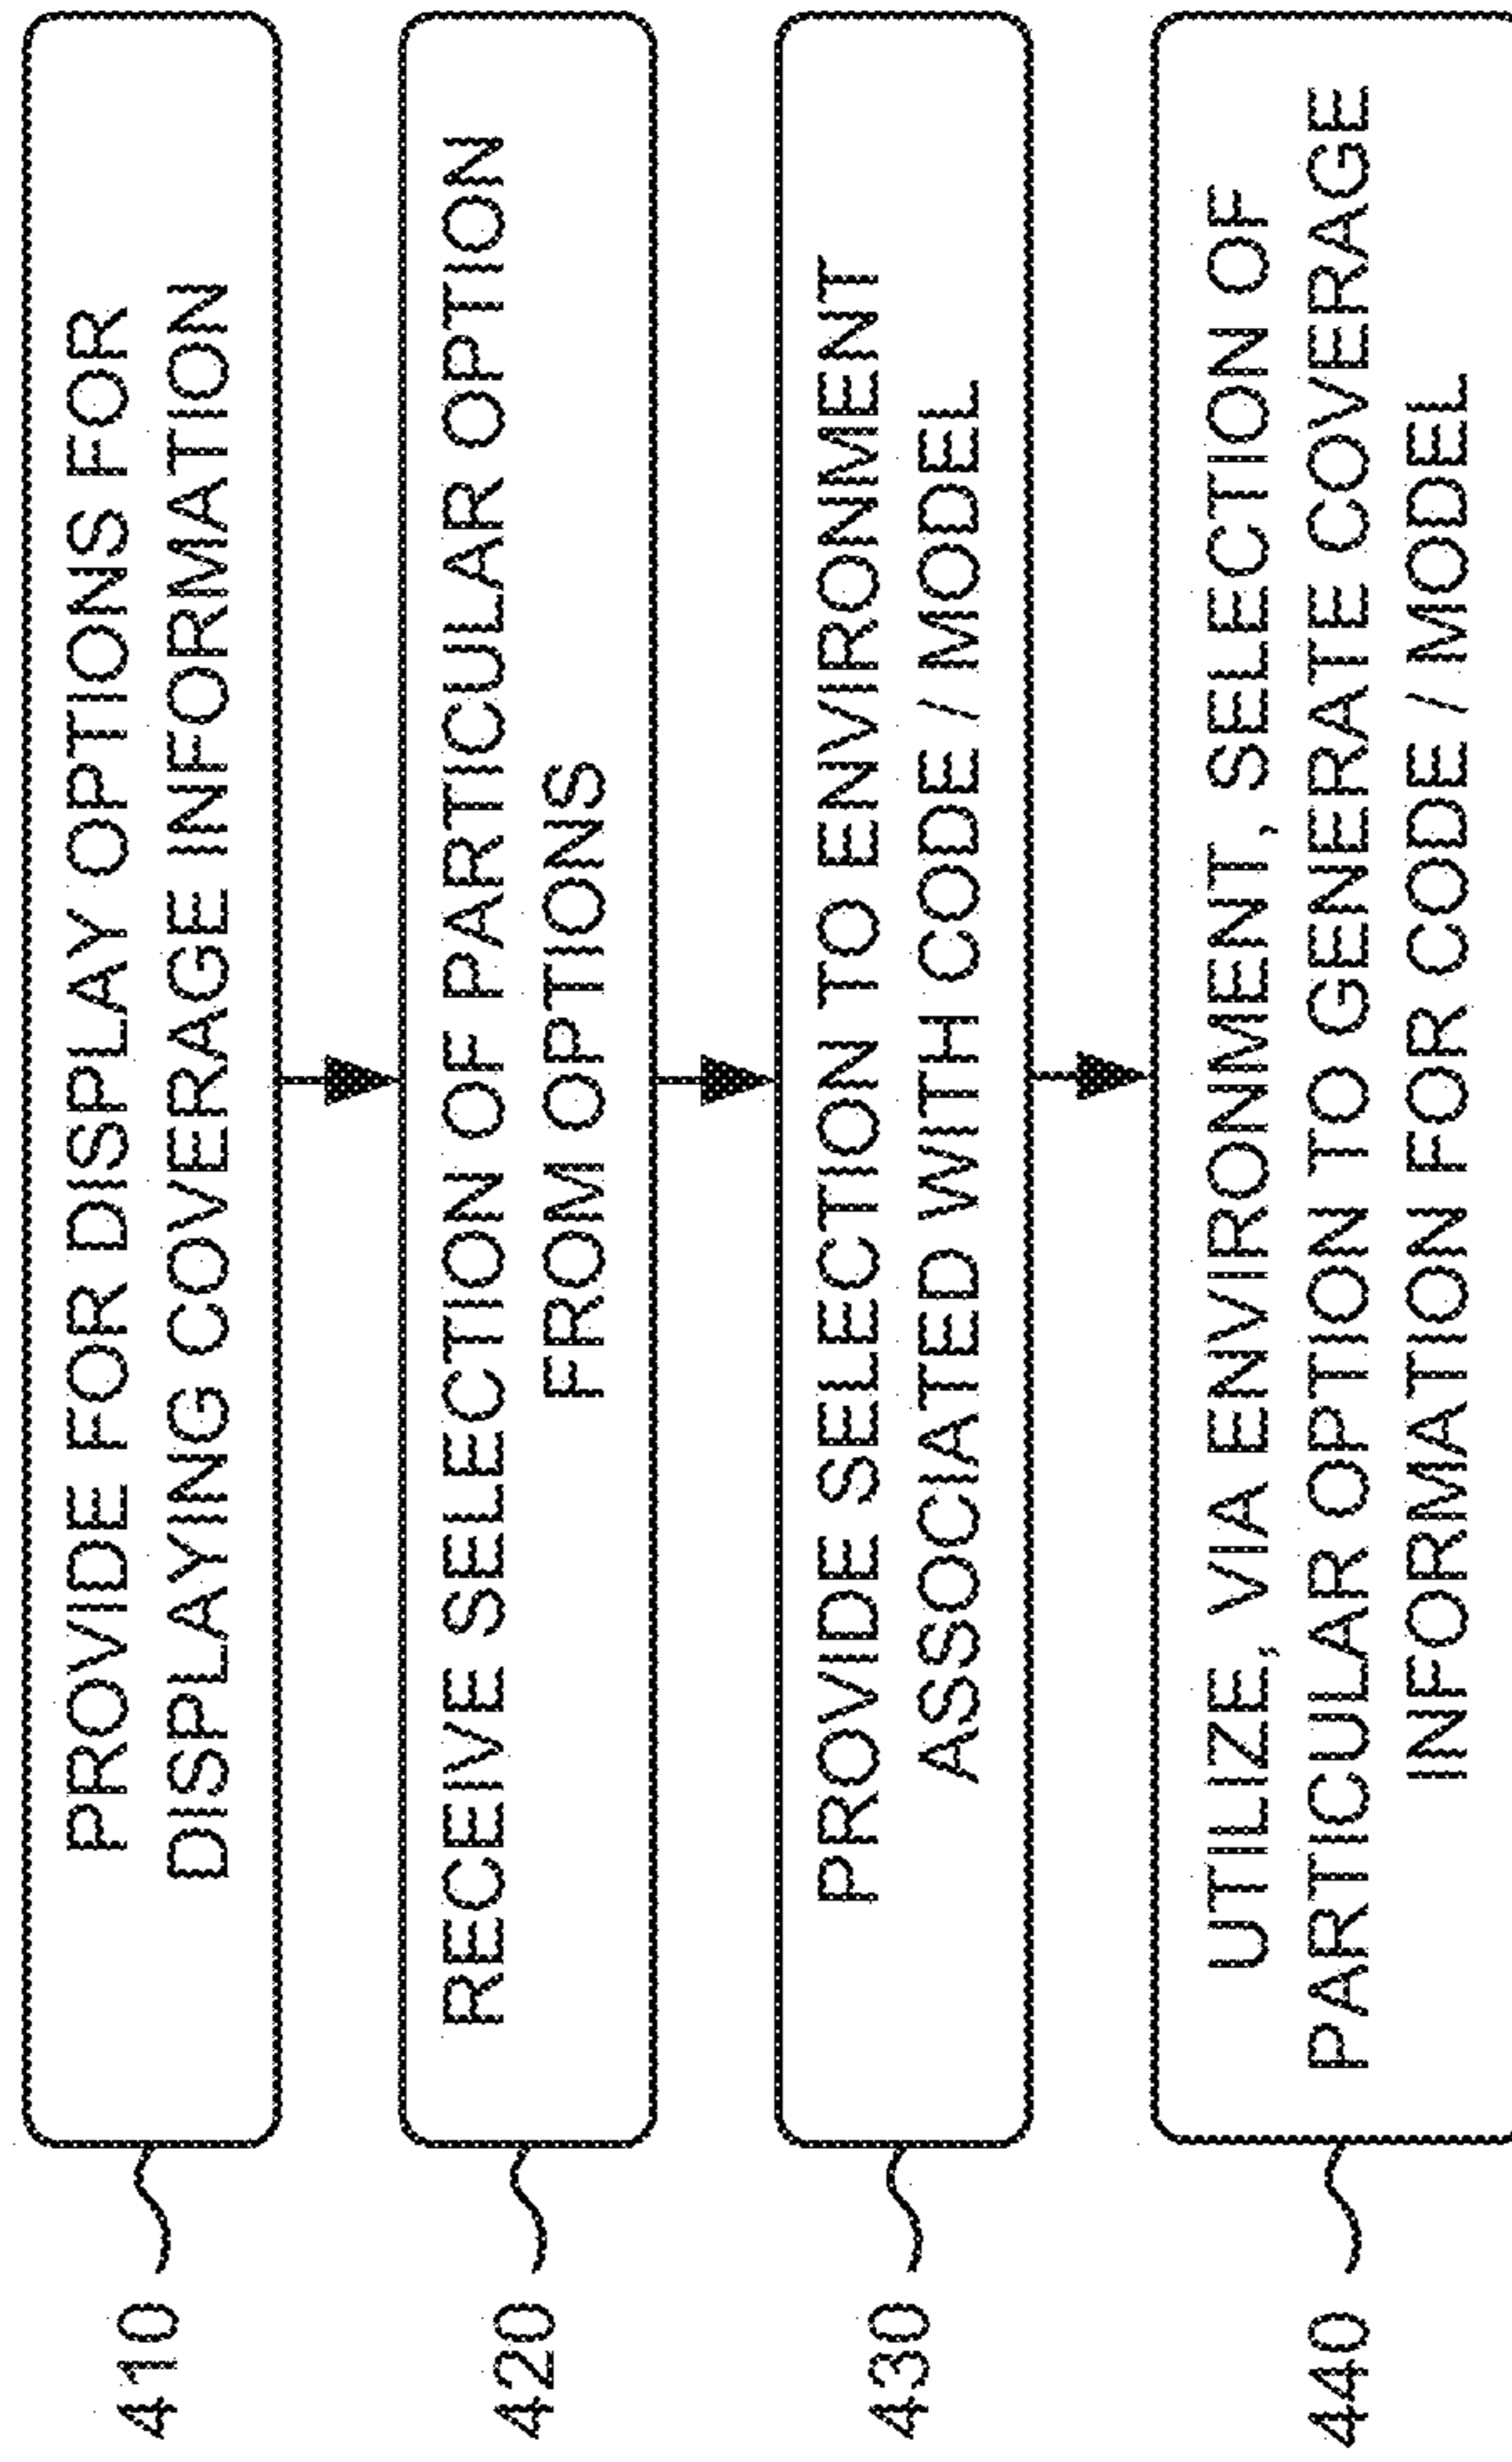 410
PROVIDE FOR DISPLAY OPTIONS FOR
DISPLAYING COVERAGE INFORMATION
420
RECEIVE SELECTION OF PARTICULAR OPTION
FROM OPTIONS
430
PROVIDE SELECTION TO ENVIRONMENT
ASSOCIATED WITH CODE / MODEL
440
UTILIZE, VIA ENVIRONMENT, SELECTION OF
PARTICULAR OPTION TO GENERATE COVERAGE
INFORMATION FOR CODE / MODEL